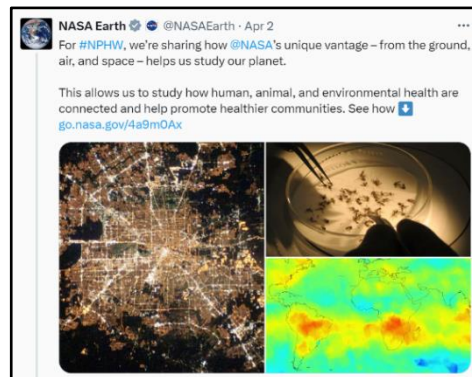 NASA Earth @NASAEarth · Apr 2 ...
For #NPHW, we're sharing how @NASA's unique vantage – from the ground,
air, and space – helps us study our planet.
This allows us to study how human, animal, and environmental health are
connected and help promote healthier communities. See how ⬇️
go.nasa.gov/4a9m0Ax